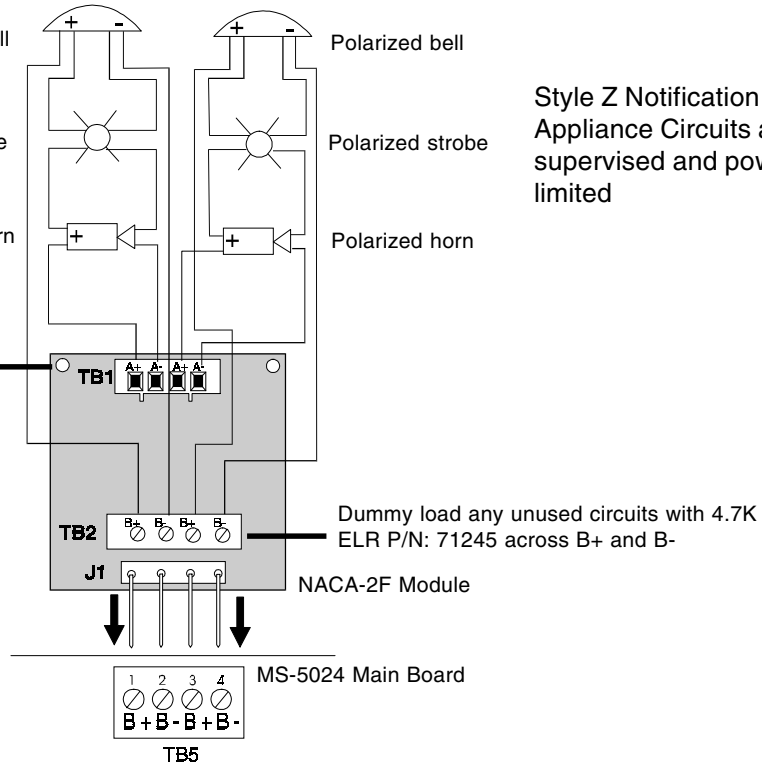 + -
+ -
ll
Polarized bell
Style Z Notification
Appliance Circuits a
supervised and pow
limited
e
Polarized strobe
rn
+
+
Polarized horn
TB1
A+ A- A+ A-
TB2
B+ B- B+ B-
Dummy load any unused circuits with 4.7K
ELR P/N: 71245 across B+ and B-
J1
NACA-2F Module
MS-5024 Main Board
1 2 3 4
B + B - B + B -
TB5